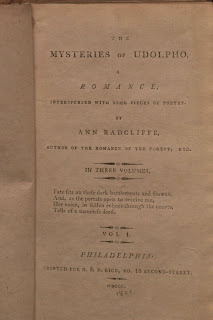 THE
MYSTERIES OF UDOLPHO,
A
ROMANCE,
INTERSPERSED WITH SOME PIECES OF POETRY.
BY
ANN RADCLIFFE,
AUTHOR OF THE ROMANCE OF THE FOREST, ETC.
IN THREE VOLUMES.
Fate sits on these dark battlements and frowns,
And, as the portals open to receive me,
Her voice, in sullen echoes through the courts,
Tells of a nameless deed.
VOL. I.
PHILADELPHIA:
PRINTED FOR RICE, SECOND-STREET.